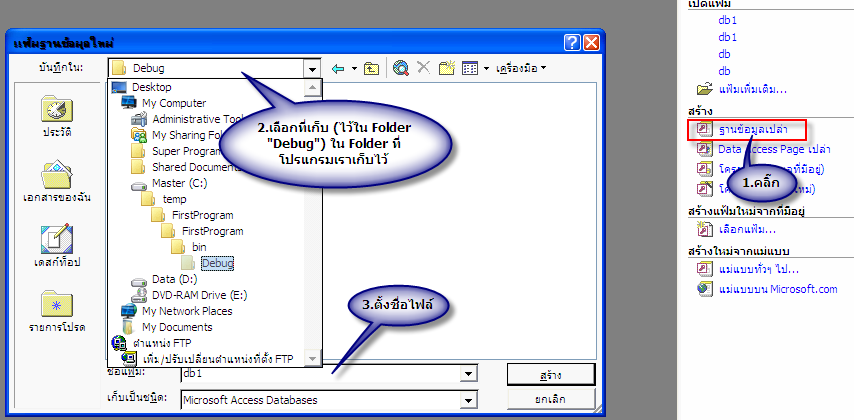 แฟ้มฐานข้อมูลใหม่
บันทึกใน:
Debug
เครื่องมือ
Desktop
My Computer
Administrative Too
My Sharing Fol
Super Program
Shared Documents
Master (C:)
temp
FirstProgram
FirstProgram
bin
Debug
Data (D:)
DVD-RAM Drive (E:)
My Network Places
My Documents
ตำแหน่ง FTP
เพิ่ม/ปรับเปลี่ยนตำแหน่งที่ตั้ง FTP
ประวัติ
เอกสารของฉัน
เดสก์ท็อป
รายการโปรด
2.เลือกที่เก็บ (ไว้ใน Folder
"Debug") ใน Folder ที่
โปรแกรมเราเก็บไว้
3.ตั้งชื่อไฟล์
ชื่อแฟ้ม:
db1
สร้าง
เก็บเป็นชนิด:
Microsoft Access Databases
ยกเลิก
เปิดแฟ้ม
db1
db1
db
db
แฟ้มเพิ่มเติม...
สร้าง
ฐานข้อมูลเปล่า
Data Access Page เปล่า
ที่มีอยู่)
1.คลิ๊ก
ใหม่)
สร้างแฟ้มใหม่จากที่มีอยู่
เลือกแฟ้ม...
สร้างใหม่จากแม่แบบ
แม่แบบทั่วๆ ไป...
แม่แบบบน Microsoft.com